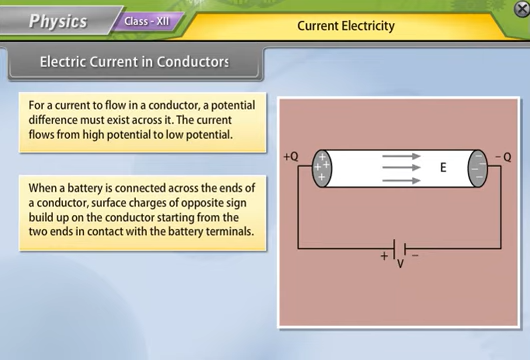 Physics
Class - XII
Current Electricity
Electric Current in Conductors
For a current to flow in a conductor, a potential
difference must exist across it. The current
flows from high potential to low potential.
When a battery is connected across the ends of
a conductor, surface charges of opposite sign
build up on the conductor starting from the
two ends in contact with the battery terminals.
+Q
- Q
E
+
V
-